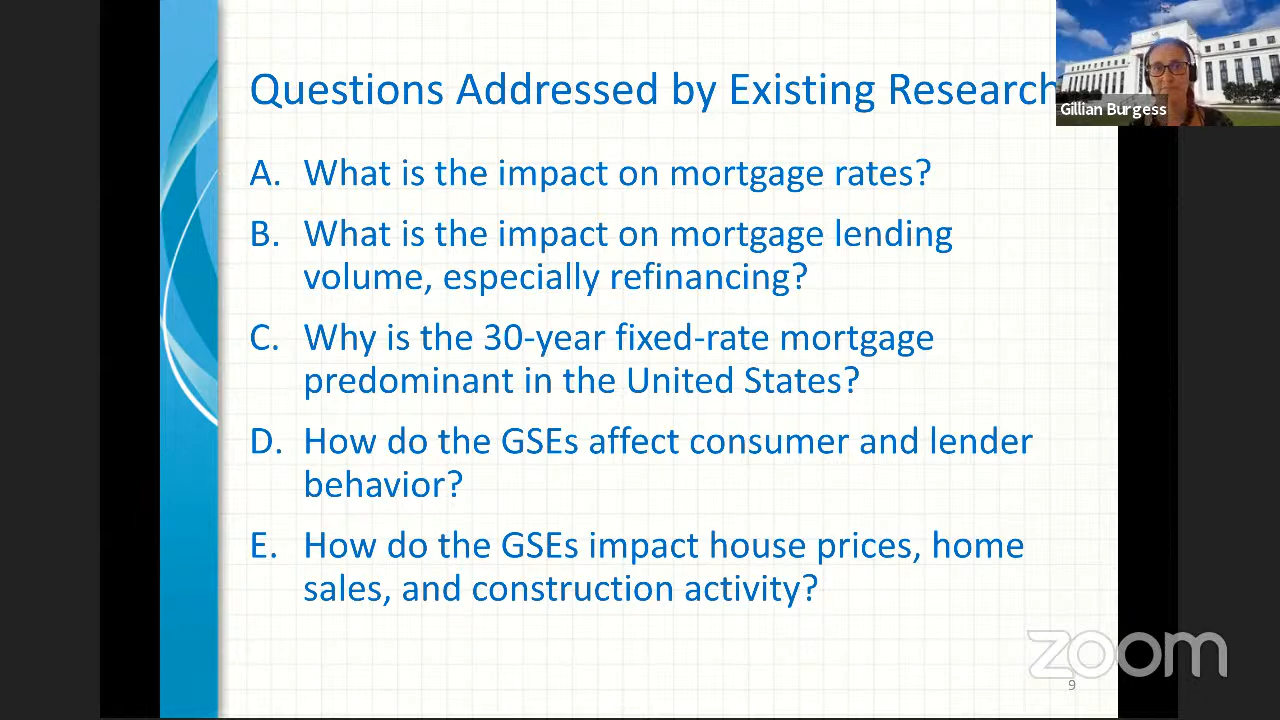 Questions Addressed by Existing Research
Gillian Burgess
A. What is the impact on mortgage rates?
B. What is the impact on mortgage lending
volume, especially refinancing?
C. Why is the 30-year fixed-rate mortgage
predominant in the United States?
D. How do the GSEs affect consumer and lender
behavior?
E. How do the GSEs impact house prices, home
sales, and construction activity?
zoom
9